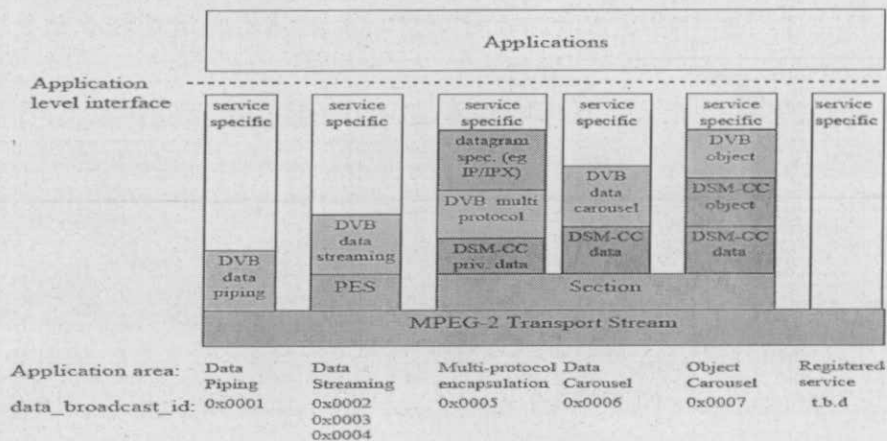 Applications
Application
level interface
service
specific
service
specific
service
specific
service
specific
service
specific
service
specific
datagram
spec. (eg
IP/IPX)
DVB
object
DVB
data
carousel
DVB multi
protocol
DSM-CC
object
DVB
data
streaming
DSM-CC
priv. data
DSM-CC
data
DSM-CC
data
DVB
data
piping
PES
Section
MPEG-2 Transport Stream
Application area:
Data
Piping
Data
Streaming
Multi-protocol
encapsulation
Data
Carousel
Object
Carousel
Registered
service
data_broadcast_id:
0x0001
0x0002
0x0003
0x0004
0x0005
0x0006
0x0007
t.b.d